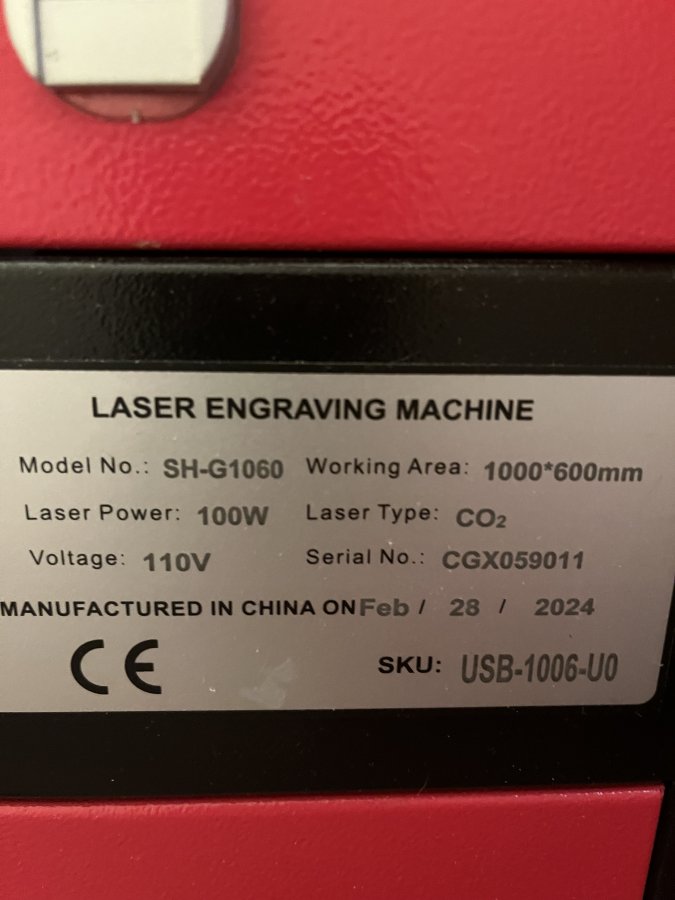 LASER ENGRAVING MACHINE
Model No.: SH-G1060 Working Area: 1000*600mm
Laser Power: 100W Laser Type: CO₂
Voltage: 110V Serial No.: CGX059011
MANUFACTURED IN CHINA ON Feb / 28 / 2024
CE SKU: USB-1006-U0